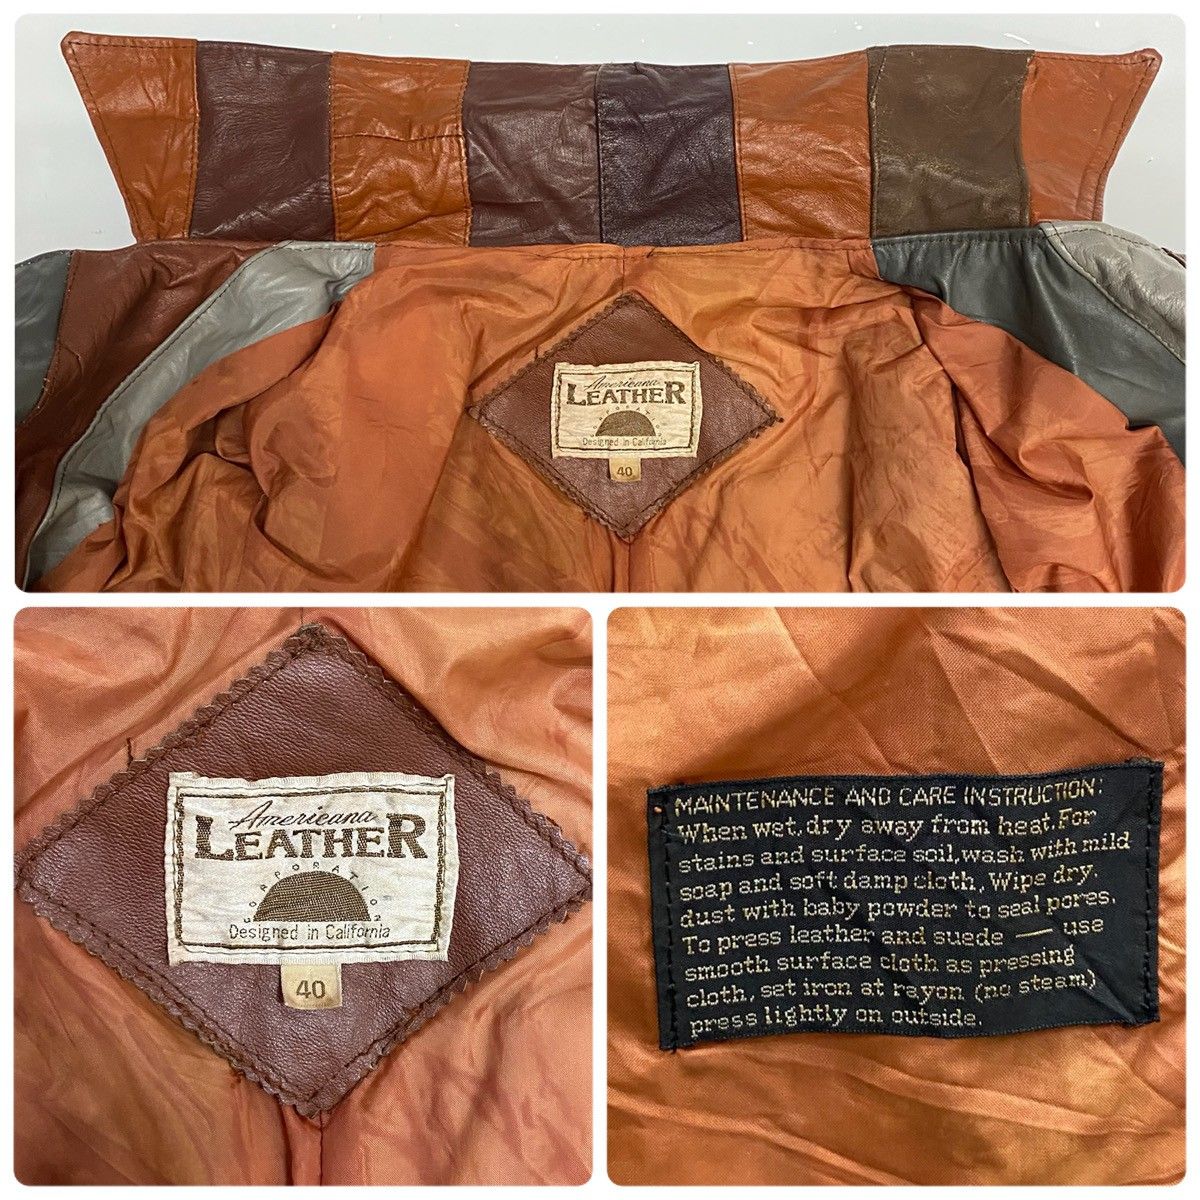 Americana
LEATHER
CORPORATION
Designed in California
40
Americana
LEATHER
CORPORATION
Designed in California
40
MAINTENANCE AND CARE INSTRUCTION:
When wet, dry away from heat. For
stains and surface soil, wash with mild
soap and soft damp cloth, Wipe dry,
dust with baby powder to seal pores.
To press leather and suede — use
smooth surface cloth as pressing
cloth, set iron at rayon (no steam)
press lightly on outside.